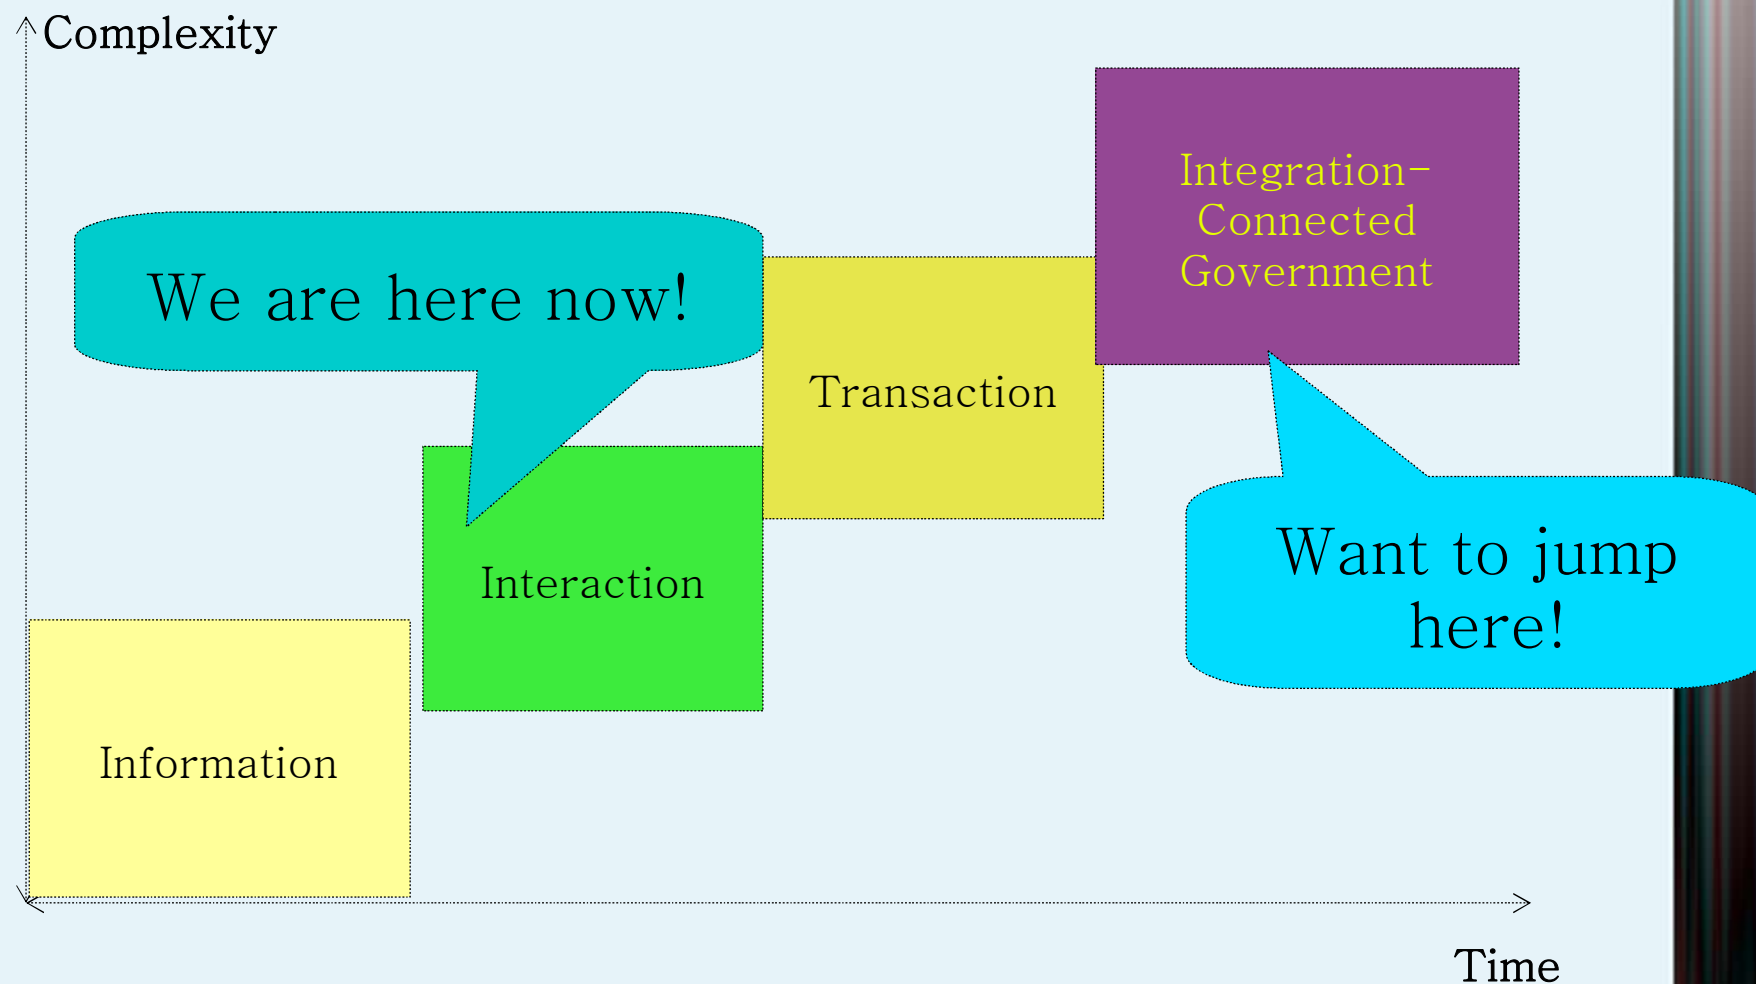 Complexity
Integration-
Connected
Government
We are here now!
Transaction
Want to jump
here!
Interaction
Information
Time